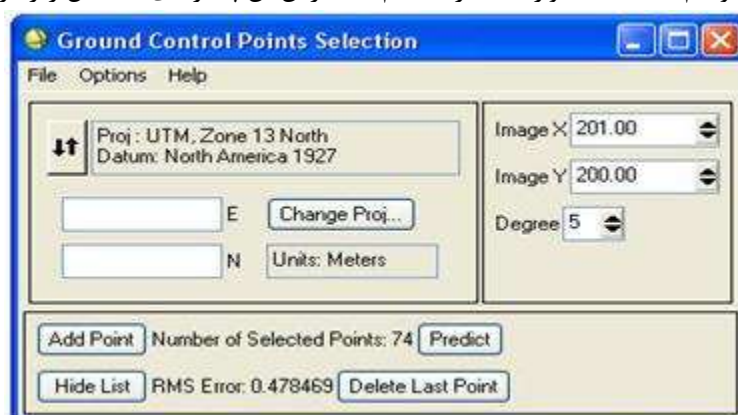 Ground Control Points Selection
File Options Help
Proj : UTM, Zone 13 North
Datum: North America 1927
E Change Proj...
N Units: Meters
Image X 201.00
Image Y 200.00
Degree 5
Add Point Number of Selected Points: 74 Predict
Hide List RMS Error: 0.478469 Delete Last Point